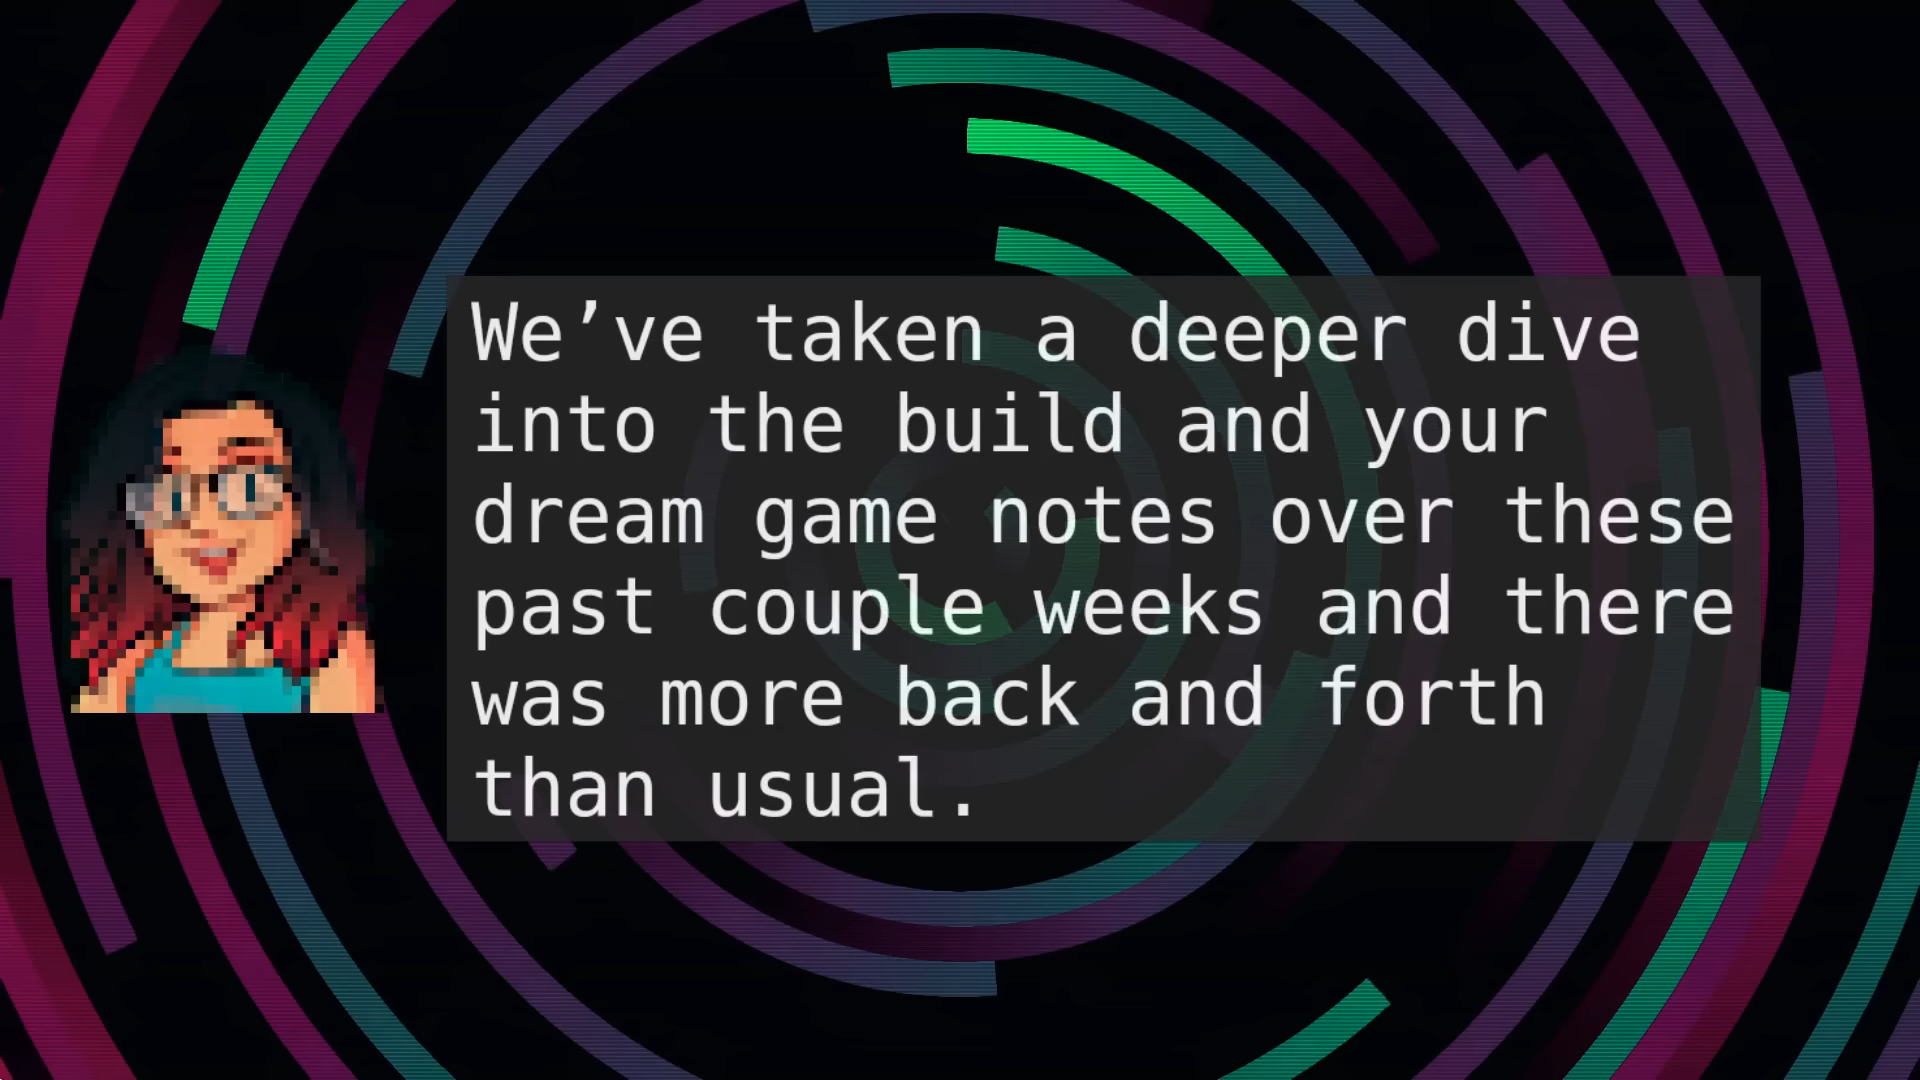 We’ve taken a deeper dive
into the build and your
dream game notes over these
past couple weeks and there
was more back and forth
than usual.